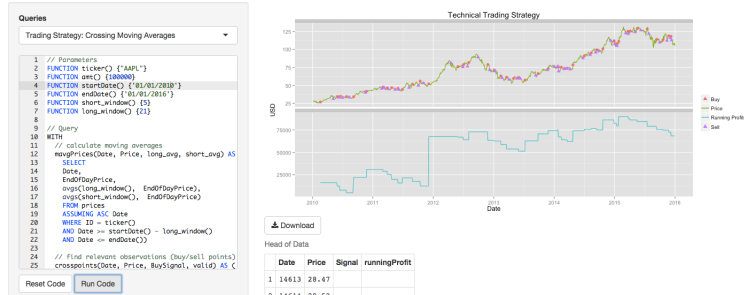 Queries
Trading Strategy: Crossing Moving Averages
1 // Parameters
2 FUNCTION ticker() {"AAPL"}
3 FUNCTION amt() {100000}
4 FUNCTION startDate() {'01/01/2010'}
5 FUNCTION endDate() {'01/01/2016'}
6 FUNCTION short_window() {5}
7 FUNCTION long_window() {21}
8
9 // Query
10 WITH
11 // calculate moving averages
12 mavgPrices(Date, Price, long_avg, short_avg) AS
13 SELECT
14 Date,
15 EndOfDayPrice,
16 avgs(long_window(), EndOfDayPrice),
17 avgs(short_window(), EndOfDayPrice)
18 FROM prices
19 ASSUMING ASC Date
20 WHERE ID = ticker()
21 AND Date >= startDate() - long_window()
22 AND Date <= endDate())
23
24 // find relevant observations (buy/sell points)
25 crosspoints(Date, Price, BuySignal, valid) AS (
Reset Code
Run Code
Technical Trading Strategy
125
100
75
50
25
USD
75000
50000
25000
2010 2011 2012 2013 2014 2015 2016
Date
Buy
Price
Running Profit
Sell
Download
Head of Data
Date Price Signal runningProfit
1 14613 28.47